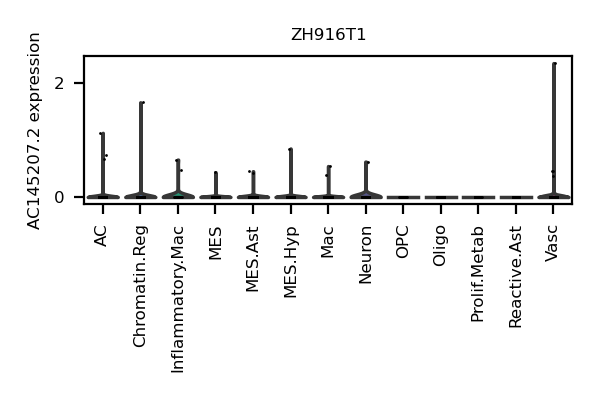 ZH916T1
AC145207.2 expression
2
0
AC
Chromatin.Reg
Inflammatory.Mac
MES
MES.Ast
MES.Hyp
Mac
Neuron
OPC
Oligo
Prolif.Metab
Reactive.Ast
Vasc